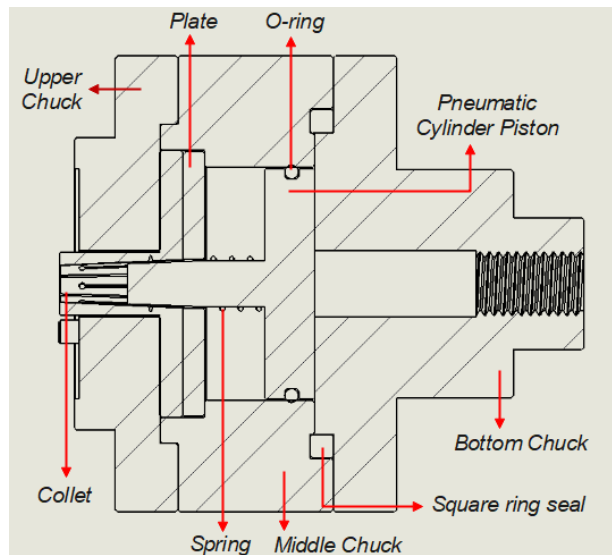 Plate
O-ring
Upper
Chuck
Pneumatic
Cylinder Piston
Bottom Chuck
Collet
Square ring seal
Spring
Middle Chuck